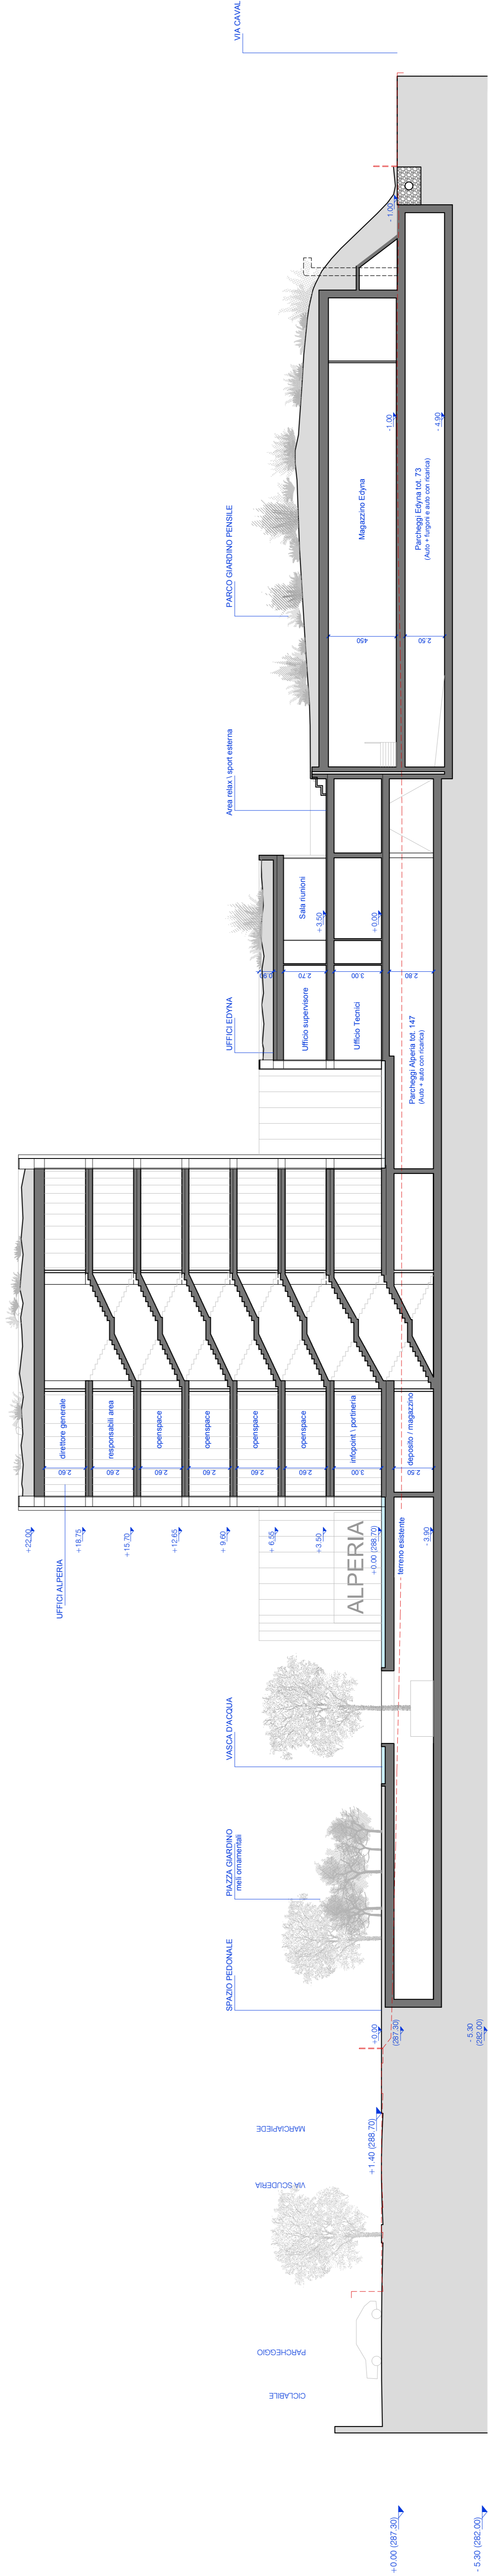 VIA CAVAL
- 1.00
PARCO GIARDINO PENSILE
Magazzino Edyna
-1.00
Parcheggi Edyna tot. 73
(Auto + furgoni e auto con ricarica)
- 4.90
450
2.50
Area relax \ sport esterna
UFFICI EDYNA
Sala riunioni
+ 3.50
+0.00
0.90
2.70
3.00
2.80
Ufficio supervisore
Ufficio Tecnici
Parcheggi Alperia tot. 147
(Auto + auto con ricarica)
direttore generale
responsabili area
openspace
openspace
openspace
openspace
infopoint \ portineria
deposito / magazzino
2.60
2.60
2.60
2.60
2.60
2.60
3.00
2.50
UFFICI ALPERIA
+22.00
+18.75
+15.70
+12.65
+ 9.60
+ 6.55
+3.50
+0.00 (288.70)
- 3.90
ALPERIA
terreno esistente
VASCA D'ACQUA
PIAZZA GIARDINO
meli ornamentali
SPAZIO PEDONALE
+0.00
(287.30)
- 5.30
(282.00)
MARCIAPIEDE
+1.40 (288.70)
VIA SCUDERIA
PARCHEGGIO
CICLABILE
+0.00 (287.30)
- 5.30 (282.00)